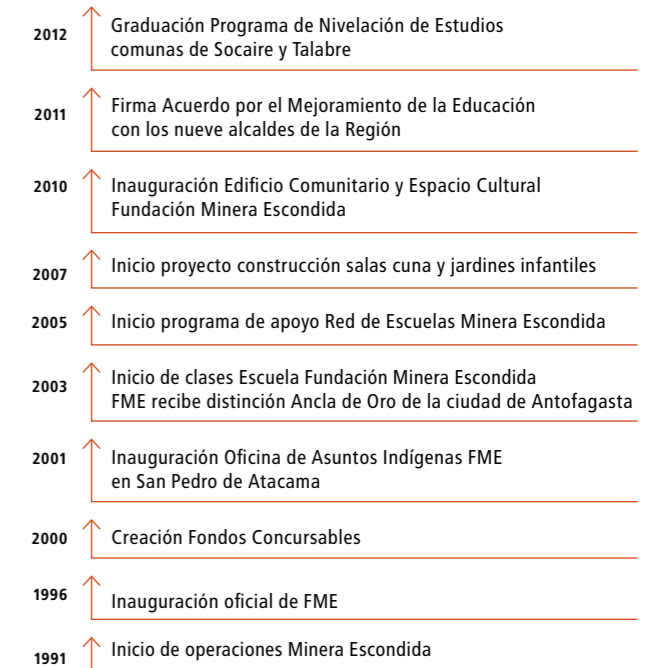 2012
Graduación Programa de Nivelación de Estudios
comunas de Socaire y Talabre
2011
Firma Acuerdo por el Mejoramiento de la Educación
con los nueve alcaldes de la Región
2010
Inauguración Edificio Comunitario y Espacio Cultural
Fundación Minera Escondida
2007
Inicio proyecto construcción salas cuna y jardines infantiles
2005
Inicio programa de apoyo Red de Escuelas Minera Escondida
2003
Inicio de clases Escuela Fundación Minera Escondida
FME recibe distinción Ancla de Oro de la ciudad de Antofagasta
2001
Inauguración Oficina de Asuntos Indígenas FME
en San Pedro de Atacama
2000
Creación Fondos Concursables
1996
Inauguración oficial de FME
1991
Inicio de operaciones Minera Escondida